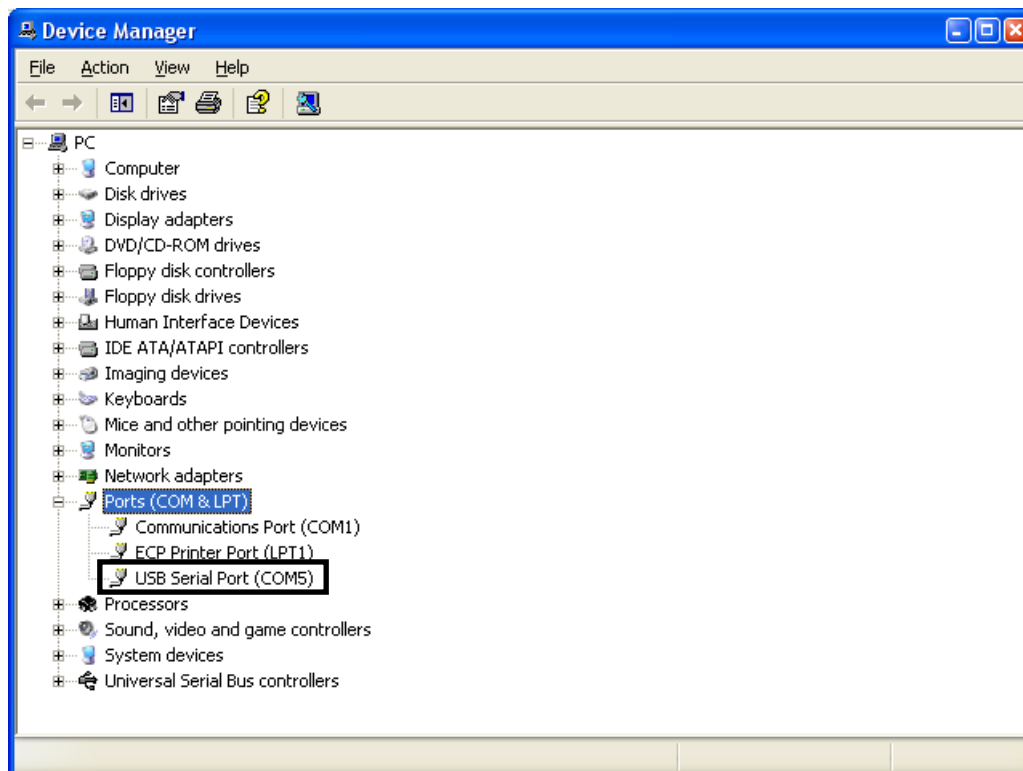 Device Manager
File Action View Help
PC
Computer
Disk drives
Display adapters
DVD/CD-ROM drives
Floppy disk controllers
Floppy disk drives
Human Interface Devices
IDE ATA/ATAPI controllers
Imaging devices
Keyboards
Mice and other pointing devices
Monitors
Network adapters
Ports (COM & LPT)
Communications Port (COM1)
ECP Printer Port (LPT1)
USB Serial Port (COM5)
Processors
Sound, video and game controllers
System devices
Universal Serial Bus controllers